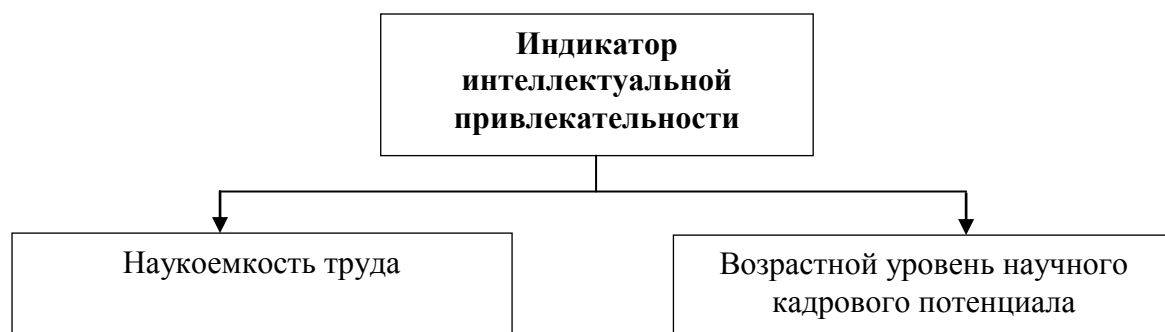 Индикатор
интеллектуальной
привлекательности
Наукоемкость труда
Возрастной уровень научного
кадрового потенциала